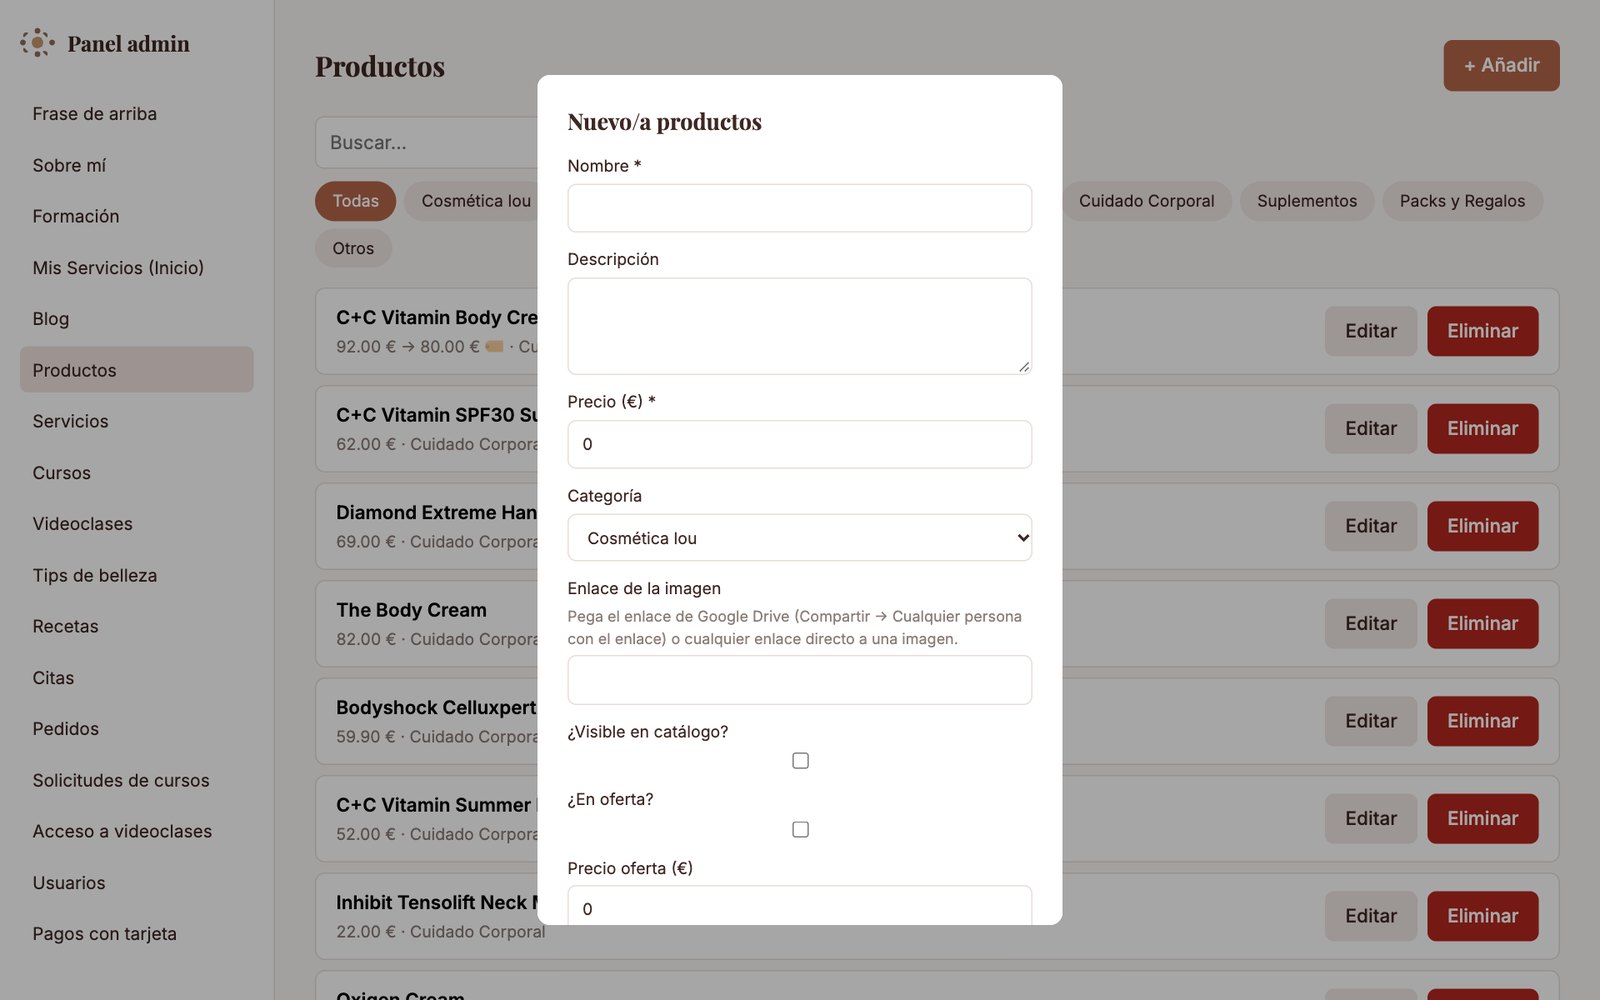 Panel admin
Frase de arriba
Sobre mí
Formación
Mis Servicios (Inicio)
Blog
Productos
Servicios
Cursos
Videoclases
Tips de belleza
Recetas
Citas
Pedidos
Solicitudes de cursos
Acceso a videoclases
Usuarios
Pagos con tarjeta
Productos
+ Añadir
Buscar...
Todas
Cosmética lou
Cuidado Corporal
Suplementos
Packs y Regalos
Otros
C+C Vitamin Body Cre
92.00 € → 80.00 € · Cu
Editar
Eliminar
C+C Vitamin SPF30 Su
62.00 € · Cuidado Corpora
Editar
Eliminar
Diamond Extreme Han
69.00 € · Cuidado Corpora
Editar
Eliminar
The Body Cream
82.00 € · Cuidado Corpora
Editar
Eliminar
Bodyshock Celluxpert
59.90 € · Cuidado Corpora
Editar
Eliminar
C+C Vitamin Summer
52.00 € · Cuidado Corpora
Editar
Eliminar
Inhibit Tensolift Neck
22.00 € · Cuidado Corporal
Editar
Eliminar
Oxigen Cream
Nuevo/a productos
Nombre *
Descripción
Precio (€) *
0
Categoría
Cosmética lou
Enlace de la imagen
Pega el enlace de Google Drive (Compartir → Cualquier persona
con el enlace) o cualquier enlace directo a una imagen.
¿Visible en catálogo?
¿En oferta?
Precio oferta (€)
0